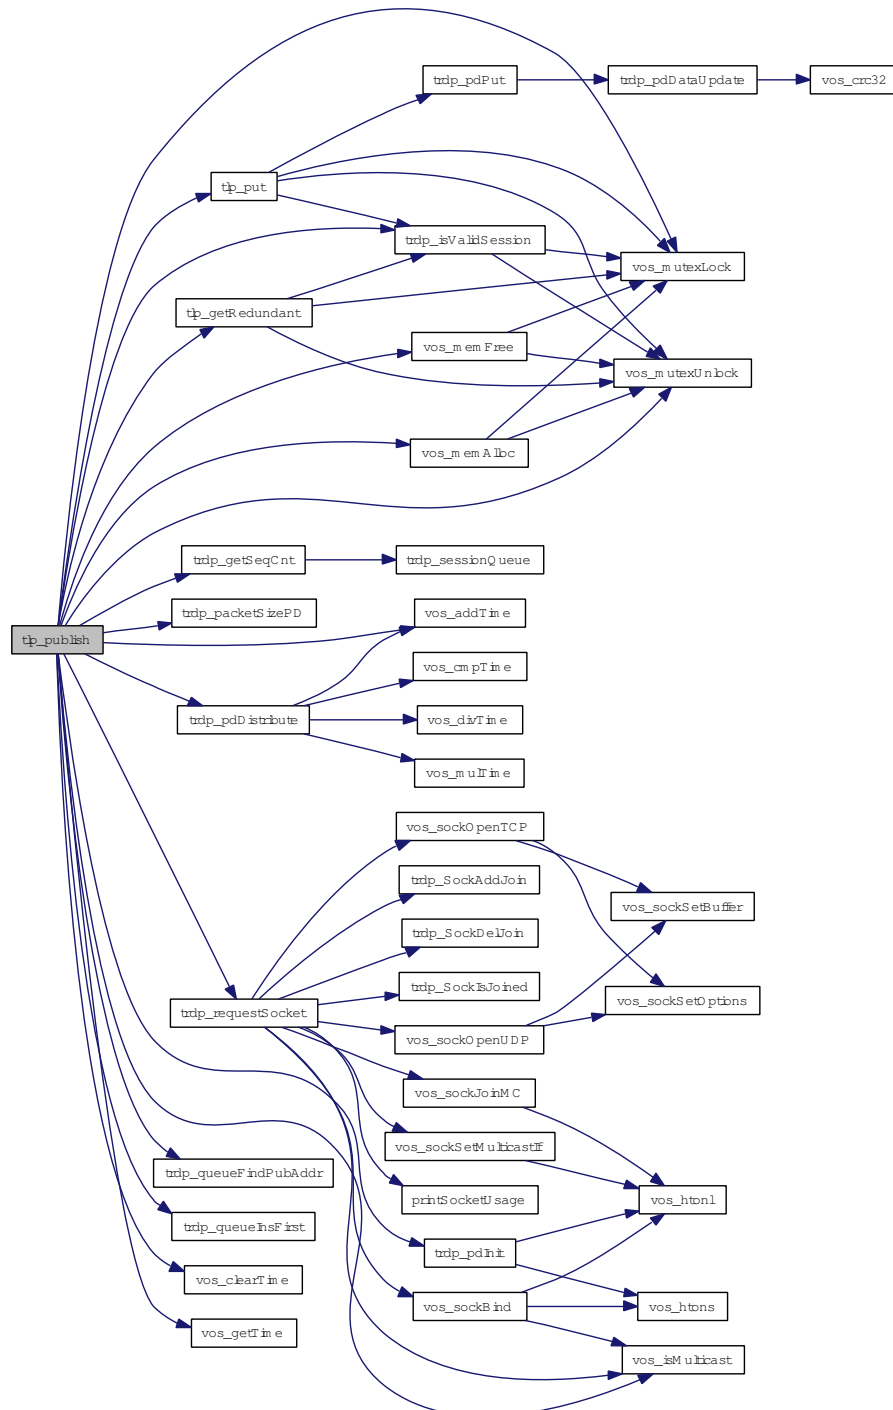 trdp_pdPut
trdp_pdDataUpdate
vos_crc32
tlp_put
trdp_isValidSession
vos_mutexLock
tlp_getRedundant
vos_memFree
vos_mutexUnlock
vos_memAlloc
trdp_getSeqCnt
trdp_sessionQueue
trdp_packetSizePD
vos_addTime
tlp_publish
vos_cmpTime
trdp_pdDistribute
vos_divTime
vos_mulTime
vos_sockOpenTCP
trdp_SockAddJoin
vos_sockSetBuffer
trdp_SockDelJoin
trdp_SockIsJoined
vos_sockSetOptions
trdp_requestSocket
vos_sockOpenUDP
vos_sockJoinMC
vos_sockSetMulticastIf
trdp_queueFindPubAddr
printSocketUsage
vos_htonl
trdp_queueInsFirst
trdp_pdInit
vos_clearTime
vos_sockBind
vos_htons
vos_getTime
vos_isMulticast